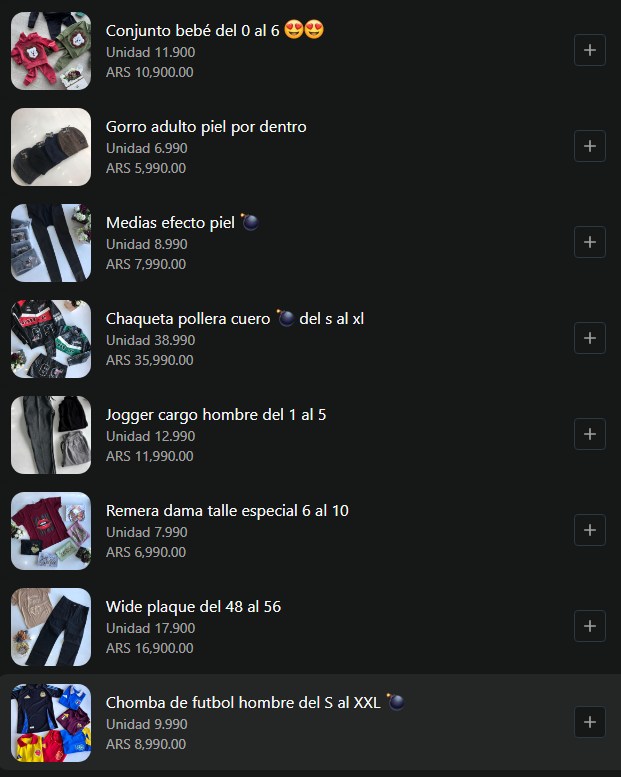 Conjunto bebé del 0 al 6 😍😍
Unidad 11.900
ARS 10,900.00
Gorro adulto piel por dentro
Unidad 6.990
ARS 5,990.00
Medias efecto piel 💣
Unidad 8.990
ARS 7,990.00
Chaqueta pollera cuero 💣 del s al xl
Unidad 38.990
ARS 35,990.00
Jogger cargo hombre del 1 al 5
Unidad 12.990
ARS 11,990.00
Remera dama talle especial 6 al 10
Unidad 7.990
ARS 6,990.00
Wide plaque del 48 al 56
Unidad 17.900
ARS 16,900.00
Chomba de futbol hombre del S al XXL 💣
Unidad 9.990
ARS 8,990.00